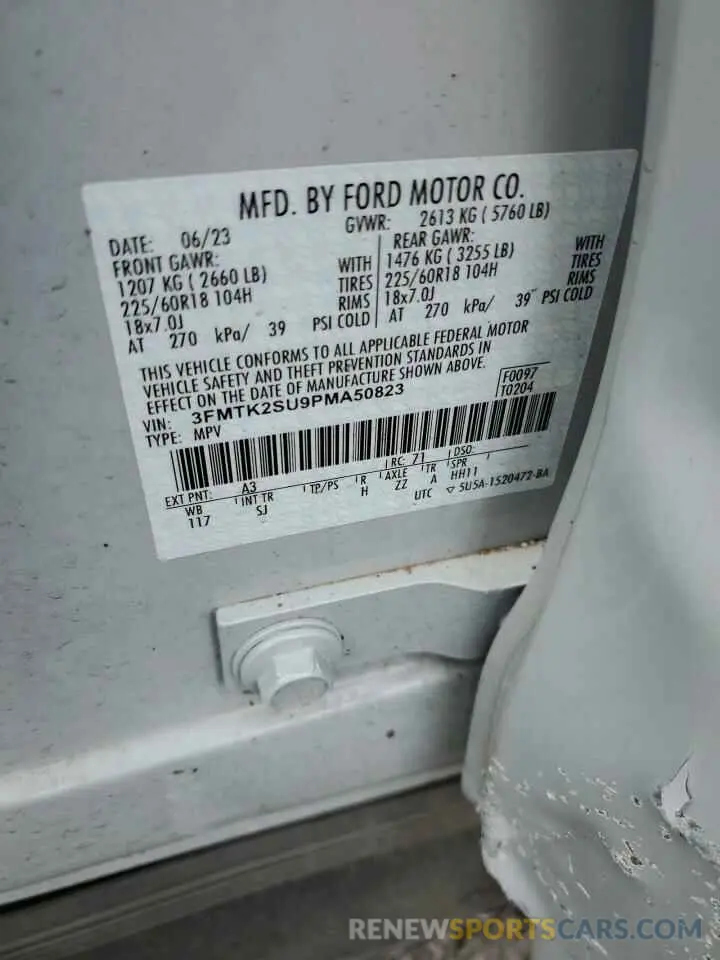 MFD. BY FORD MOTOR CO.
DATE: 06/23 GVWR: 2613 KG ( 5760 LB)
FRONT GAWR: REAR GAWR:
1207 KG ( 2660 LB) WITH 1476 KG ( 3255 LB) WITH
225/60R18 104H TIRES 225/60R18 104H TIRES
18x7.0J RIMS 18x7.0J RIMS
AT 270 kPa/ 39 PSI COLD AT 270 kPa/ 39 PSI COLD
THIS VEHICLE CONFORMS TO ALL APPLICABLE FEDERAL MOTOR
VEHICLE SAFETY AND THEFT PREVENTION STANDARDS IN
EFFECT ON THE DATE OF MANUFACTURE SHOWN ABOVE.
VIN: 3FMTK2SU9PMA50823 F0097
TYPE: MPV T0204
EXT PNT: A3 RC: 71 DSO:
WB INT TR TP/PS R AXLE TR SPR
117 SJ H ZZ A HH11
UTC ▽ 5U5A-1520472-BA
RENEWSPORTSCARS.COM